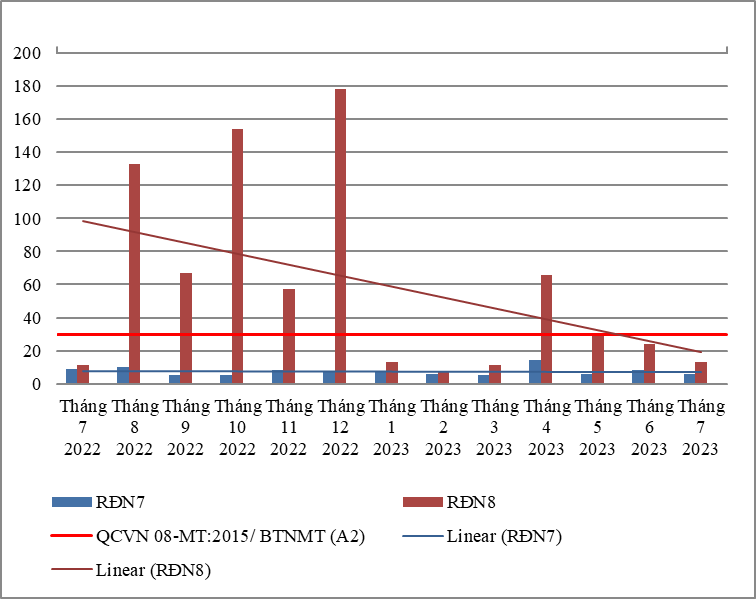 200
180
160
140
120
100
80
60
40
20
0
Tháng Tháng Tháng Tháng Tháng Tháng Tháng Tháng Tháng Tháng Tháng Tháng Tháng
7 8 9 10 11 12 1 2 3 4 5 6 7
2022 2022 2022 2022 2022 2022 2023 2023 2023 2023 2023 2023 2023
RĐN7 RĐN8
QCVN 08-MT:2015/ BTNMT (A2) Linear (RĐN7)
Linear (RĐN8)